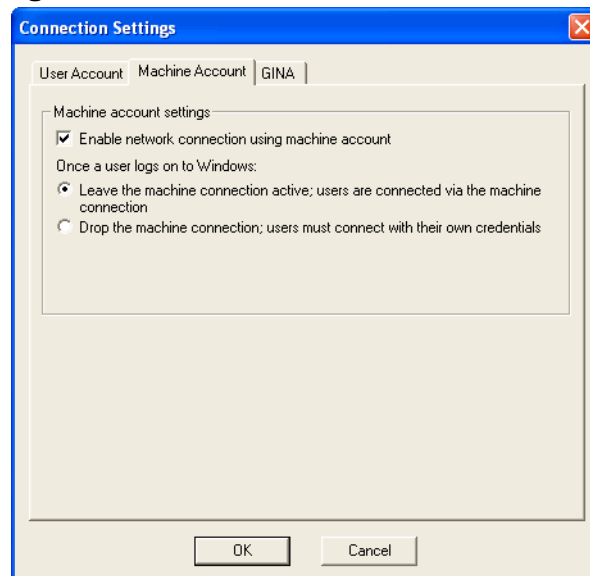 Connection Settings
User Account Machine Account GINA
Machine account settings
Enable network connection using machine account
Once a user logs on to Windows:
Leave the machine connection active; users are connected via the machine
connection
Drop the machine connection; users must connect with their own credentials
OK Cancel